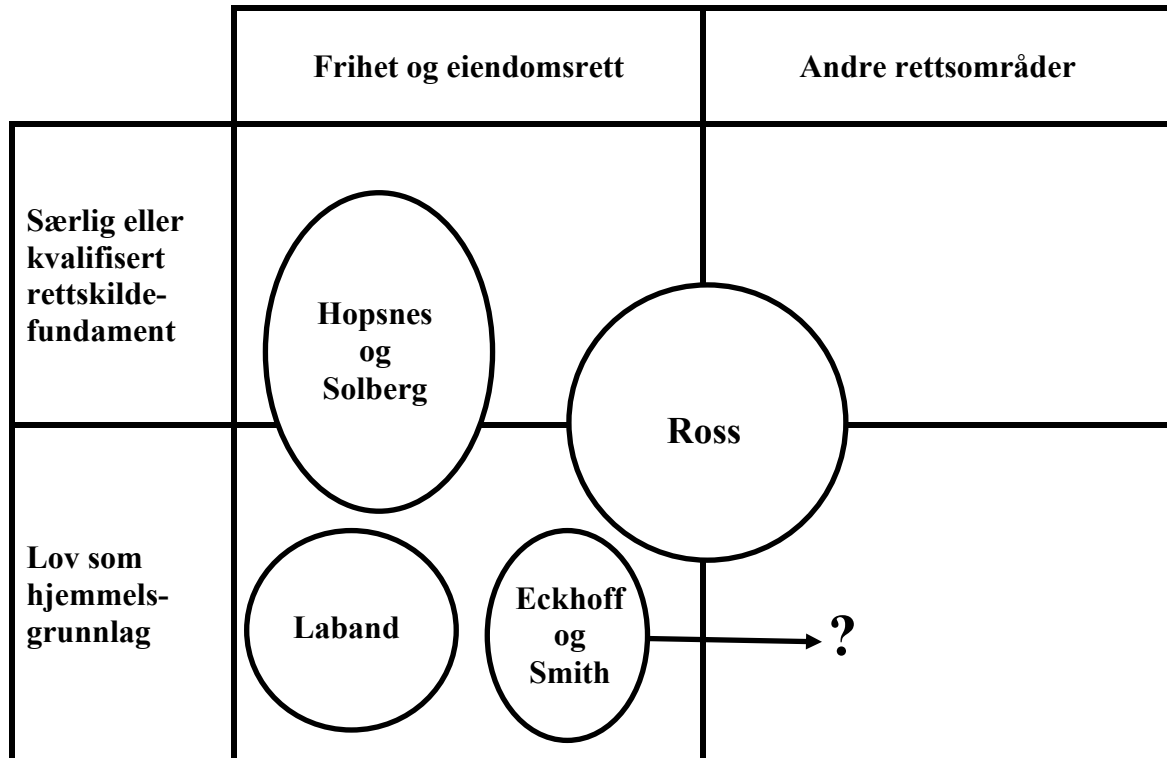 Frihet og eiendomsrett
Andre rettsområder
Særlig eller
kvalifisert
rettskilde-
fundament
Hopsnes
og
Solberg
Ross
Lov som
hjemmels-
grunnlag
Laband
Eckhoff
og
Smith
?